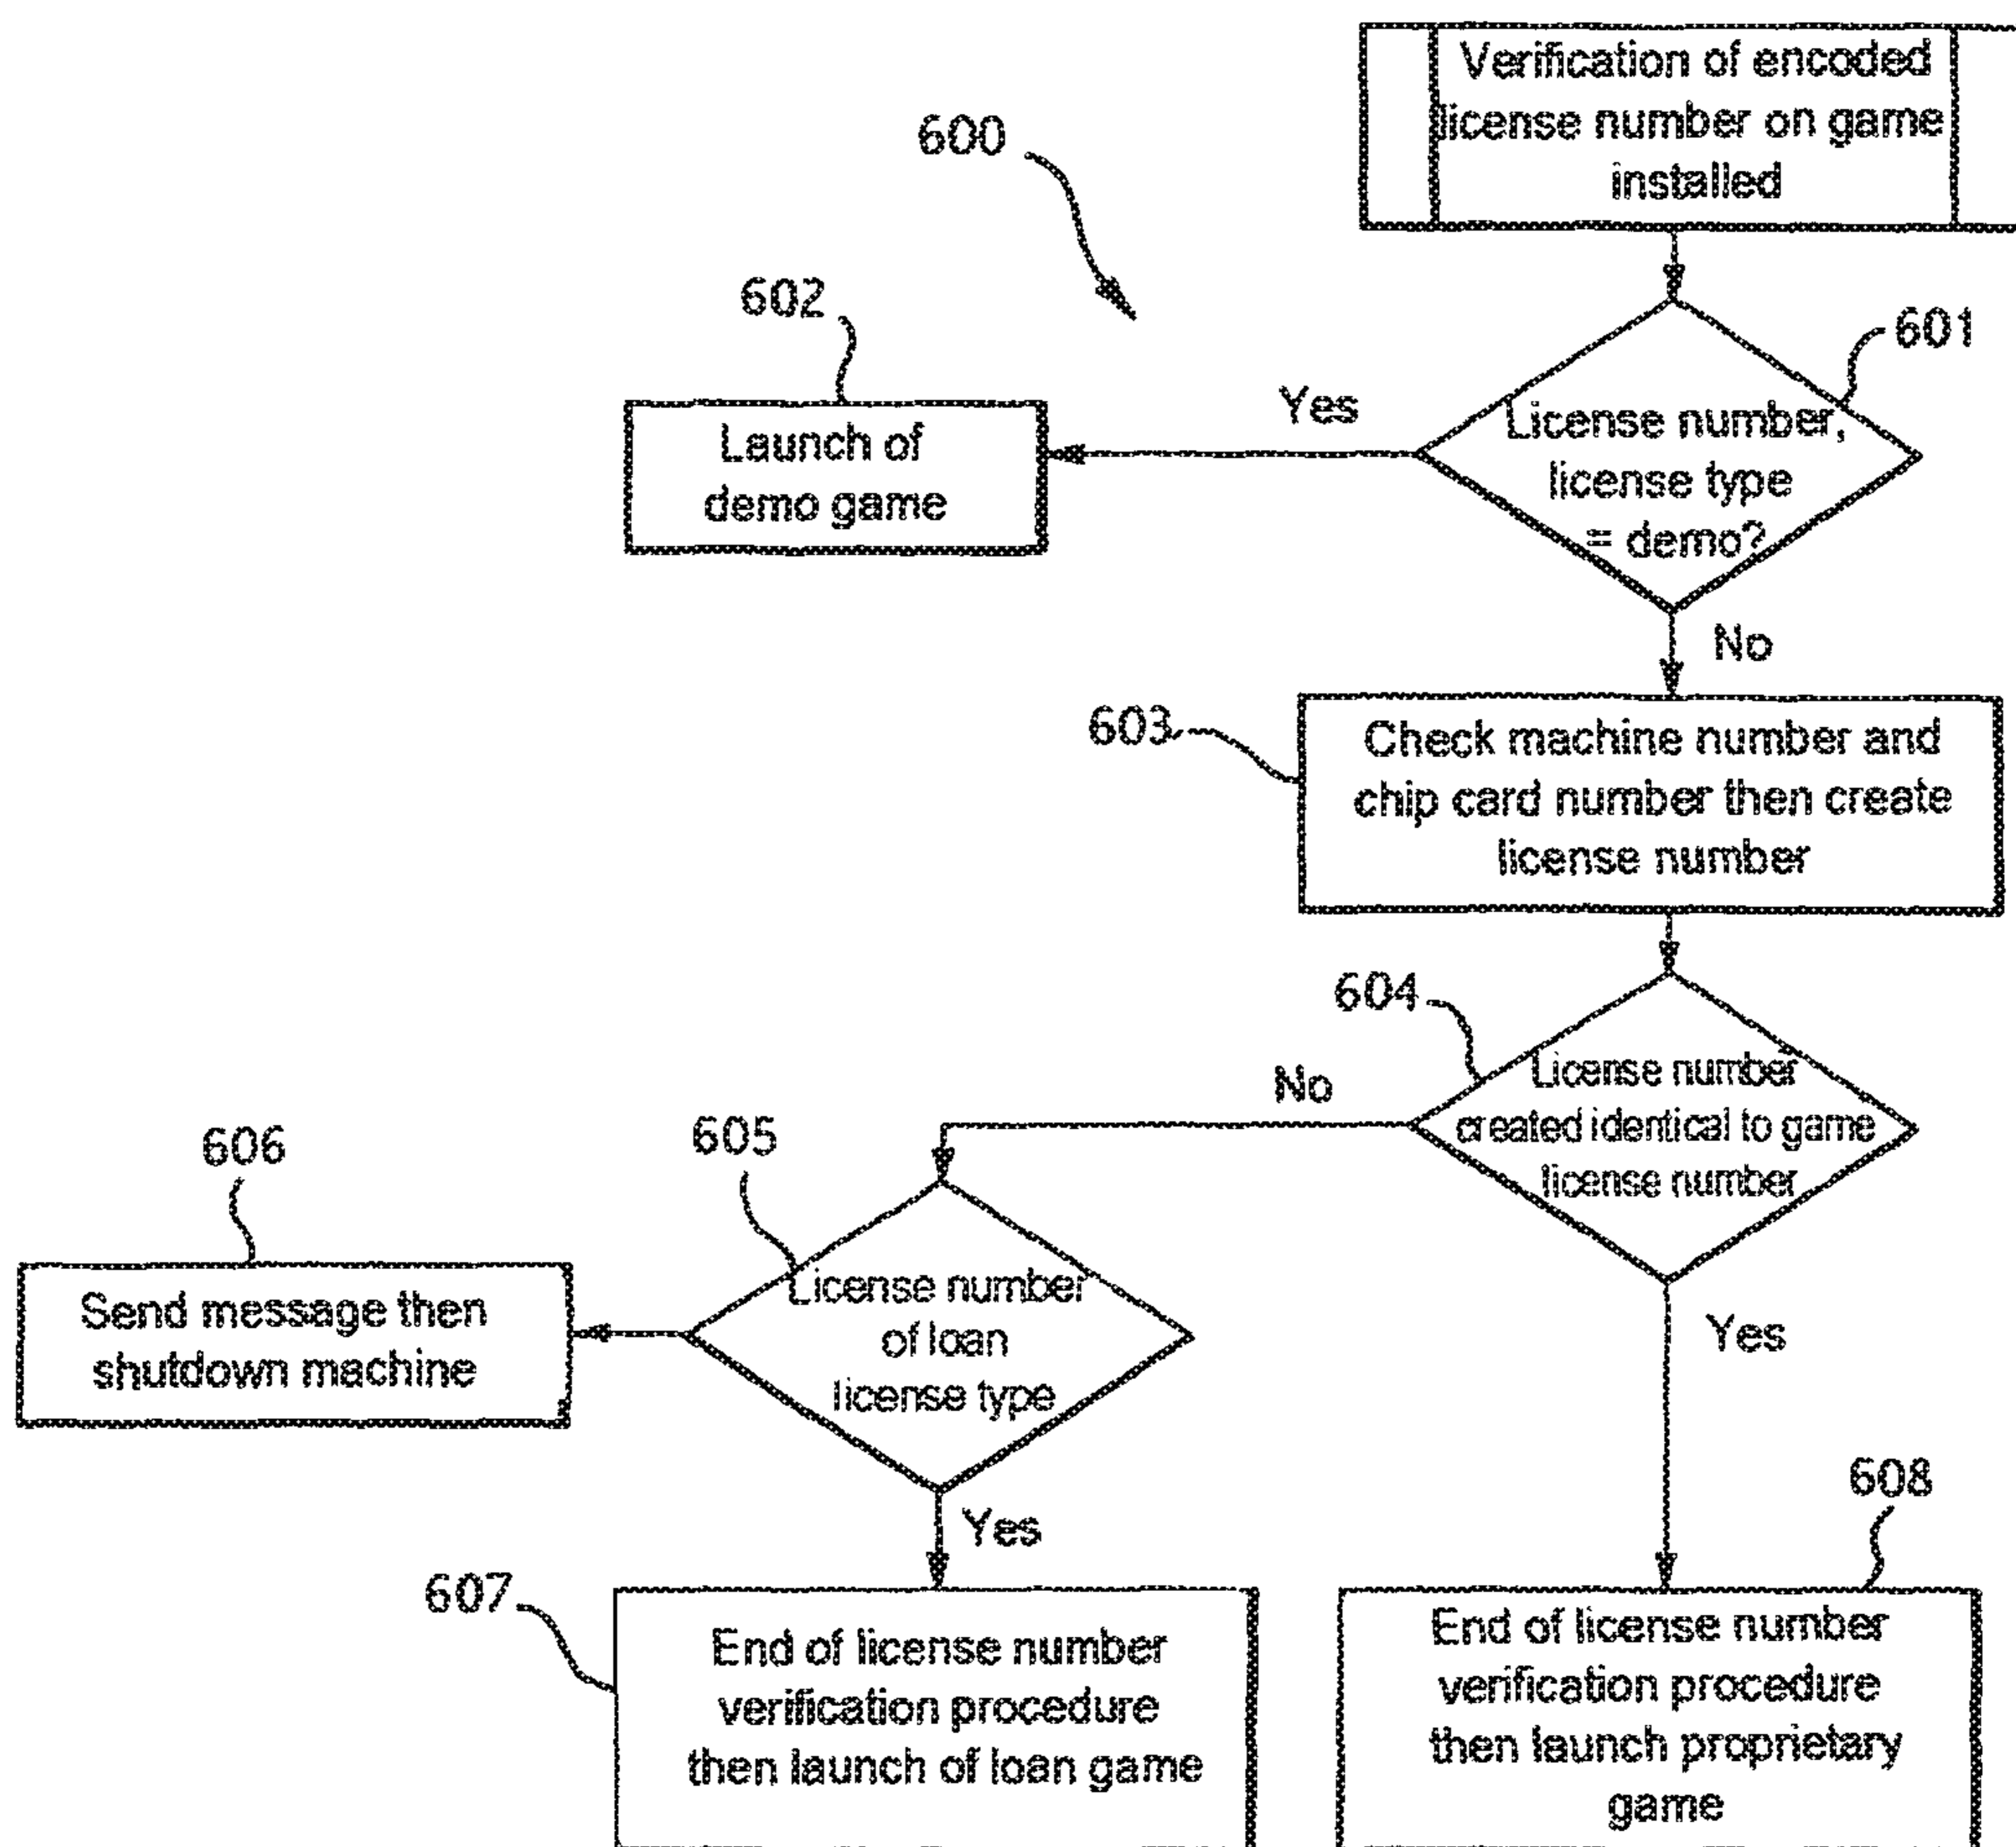 Verification of encoded
license number on game
installed
600
602
601
Yes
License number,
license type
= demo?
Launch of
demo game
No
603
Check machine number and
chip card number then create
license number
604
No
License number
created identical to game
license number
606
605
Send message then
shutdown machine
License number
of loan
license type
Yes
Yes
608
607
End of license number
verification procedure
then launch of loan game
End of license number
verification procedure
then launch proprietary
game